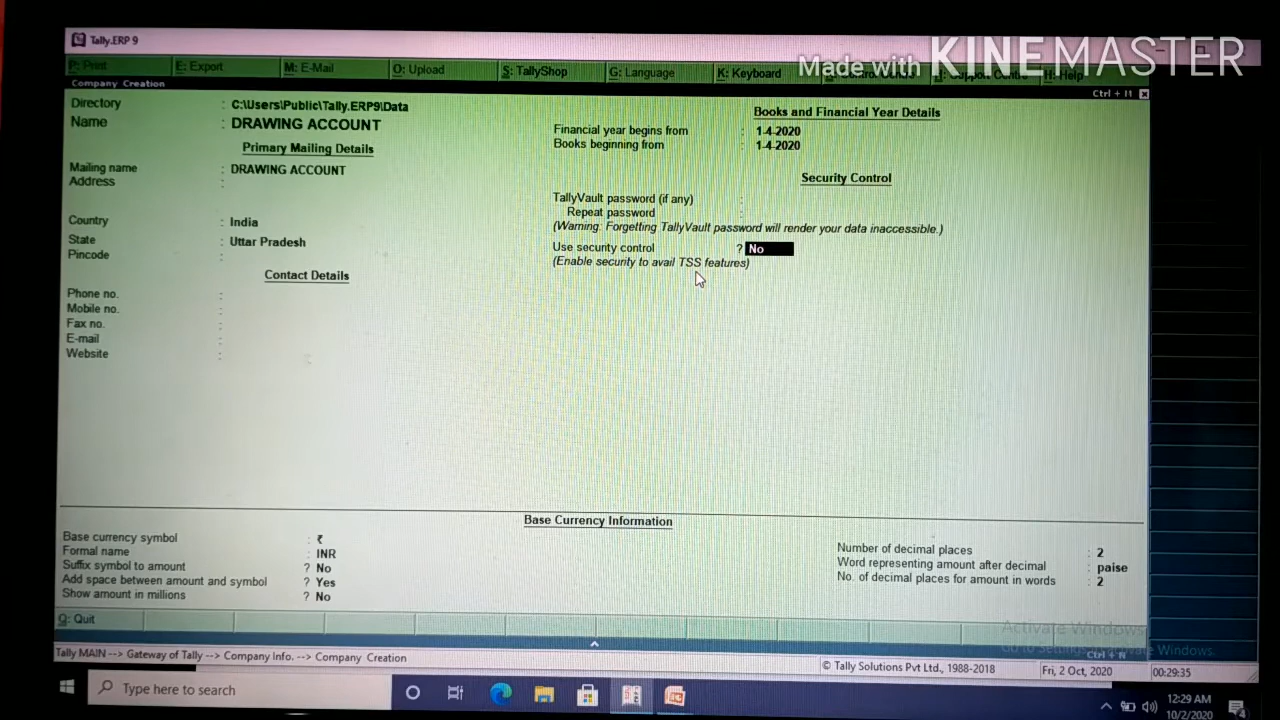 Tally.ERP 9
Made with KINEMASTER
P: Print E: Export M: E-Mail O: Upload S: TallyShop G: Language K: Keyboard H: Help
Company Creation Ctrl + M
Directory : C:\Users\Public\Tally.ERP9\Data
Name : DRAWING ACCOUNT
Primary Mailing Details
Mailing name : DRAWING ACCOUNT
Address :
Country : India
State : Uttar Pradesh
Pincode :
Contact Details
Phone no. :
Mobile no. :
Fax no. :
E-mail :
Website :
Books and Financial Year Details
Financial year begins from : 1-4-2020
Books beginning from : 1-4-2020
Security Control
TallyVault password (if any) :
Repeat password :
(Warning: Forgetting TallyVault password will render your data inaccessible.)
Use security control ? No
(Enable security to avail TSS features)
Base Currency Information
Base currency symbol : ₹
Formal name : INR
Suffix symbol to amount ? No
Add space between amount and symbol ? Yes
Show amount in millions ? No
Number of decimal places : 2
Word representing amount after decimal : paise
No. of decimal places for amount in words : 2
Q: Quit
Activate Windows
Ctrl + N
Tally MAIN --> Gateway of Tally --> Company Info. --> Company Creation
© Tally Solutions Pvt Ltd., 1988-2018 Fri, 2 Oct, 2020 00:29:35
Type here to search
12:29 AM
10/2/2020